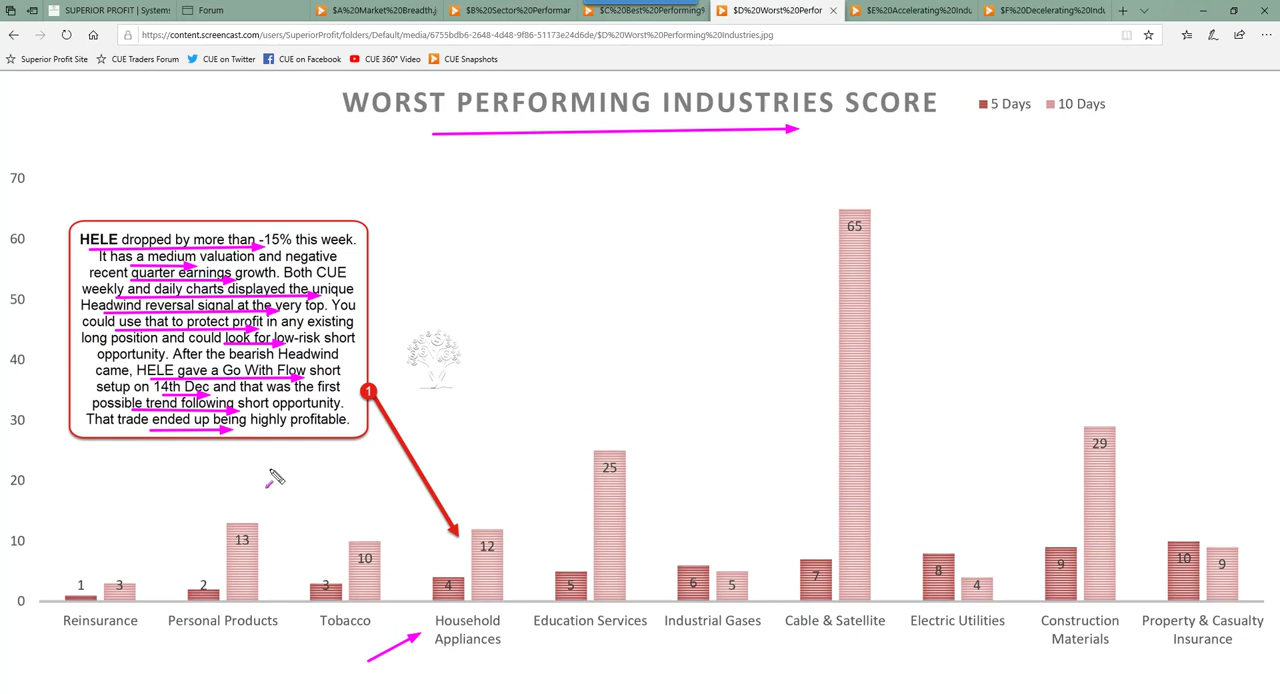 SUPERIOR PROFIT | Systems
Forum
$A%20Market%20Breadth.j
$B%20Sector%20Performar
$C%20Best%20Performing%
$D%20Worst%20Perfor
$E%20Accelerating%20Indu
$F%20Decelerating%20Indu
https://content.screencast.com/users/SuperiorProfit/folders/Default/media/6755bdb6-2648-4d48-9f86-51173e24d6de/$D%20Worst%20Performing%20Industries.jpg
Superior Profit Site
CUE Traders Forum
CUE on Twitter
CUE on Facebook
CUE 360° Video
CUE Snapshots
WORST PERFORMING INDUSTRIES SCORE
5 Days
10 Days
70
60
50
40
30
20
10
0
HELE dropped by more than -15% this week.
It has a medium valuation and negative
recent quarter earnings growth. Both CUE
weekly and daily charts displayed the unique
Headwind reversal signal at the very top. You
could use that to protect profit in any existing
long position and could look for low-risk short
opportunity. After the bearish Headwind
came, HELE gave a Go With Flow short
setup on 14th Dec and that was the first
possible trend following short opportunity.
That trade ended up being highly profitable.
1
1 3
2 13
3 10
4 12
5 25
6 5
7 65
8 4
9 29
10 9
Reinsurance
Personal Products
Tobacco
Household
Appliances
Education Services
Industrial Gases
Cable & Satellite
Electric Utilities
Construction
Materials
Property & Casualty
Insurance